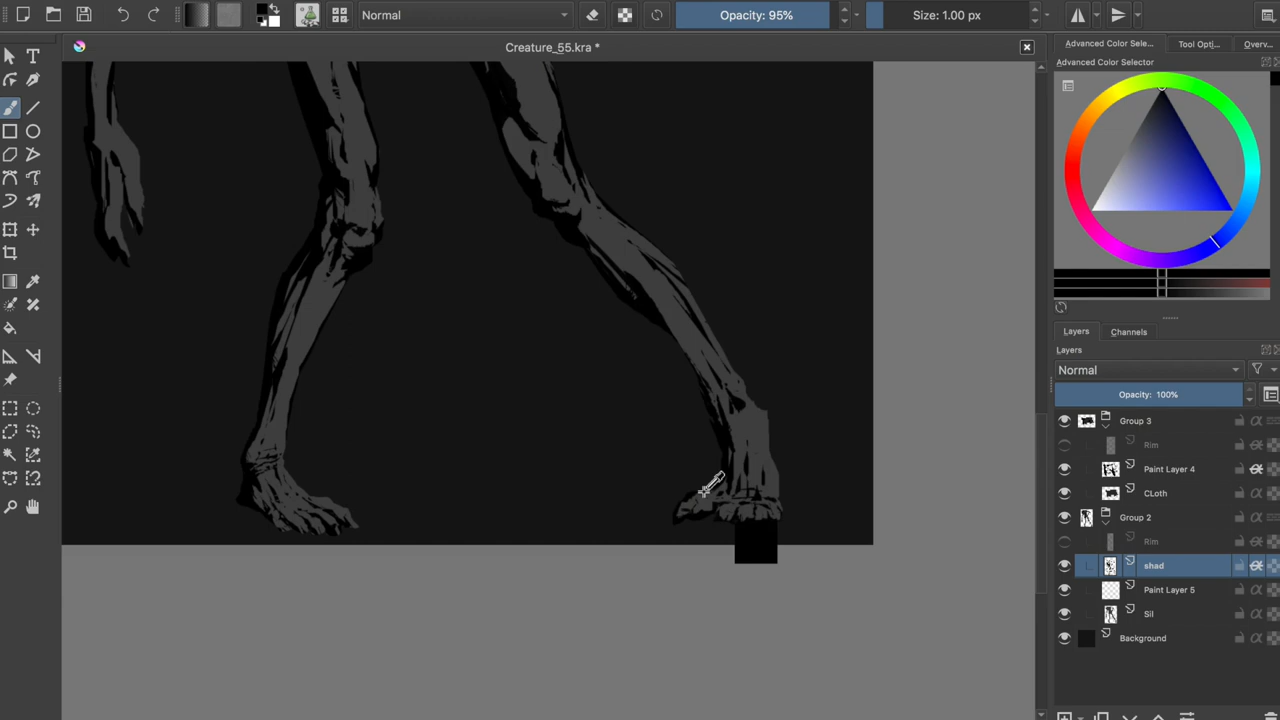 Normal
Opacity: 95%
Size: 1.00 px
Creature_55.kra *
Advanced Color Sele...
Tool Opti...
Overv...
Advanced Color Selector
Layers
Channels
Layers
Normal
Opacity: 100%
Group 3
Rim
Paint Layer 4
CLoth
Group 2
Rim
shad
Paint Layer 5
Sil
Background